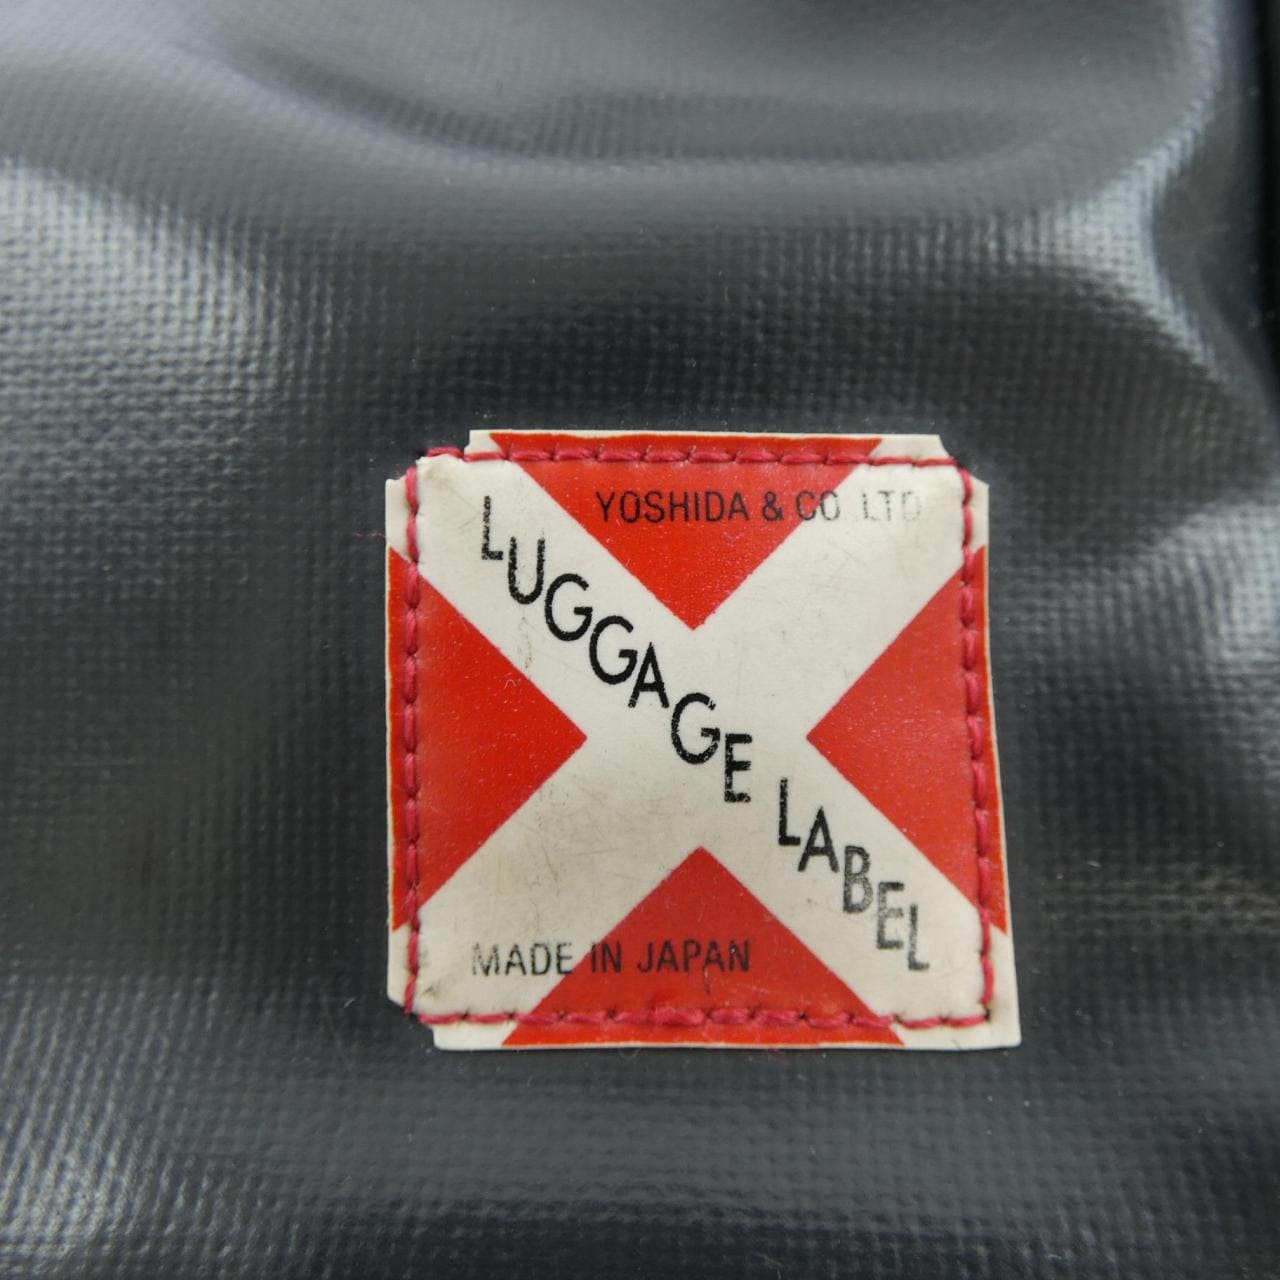 YOSHIDA & CO. LTD
LUGGAGE LABEL
MADE IN JAPAN